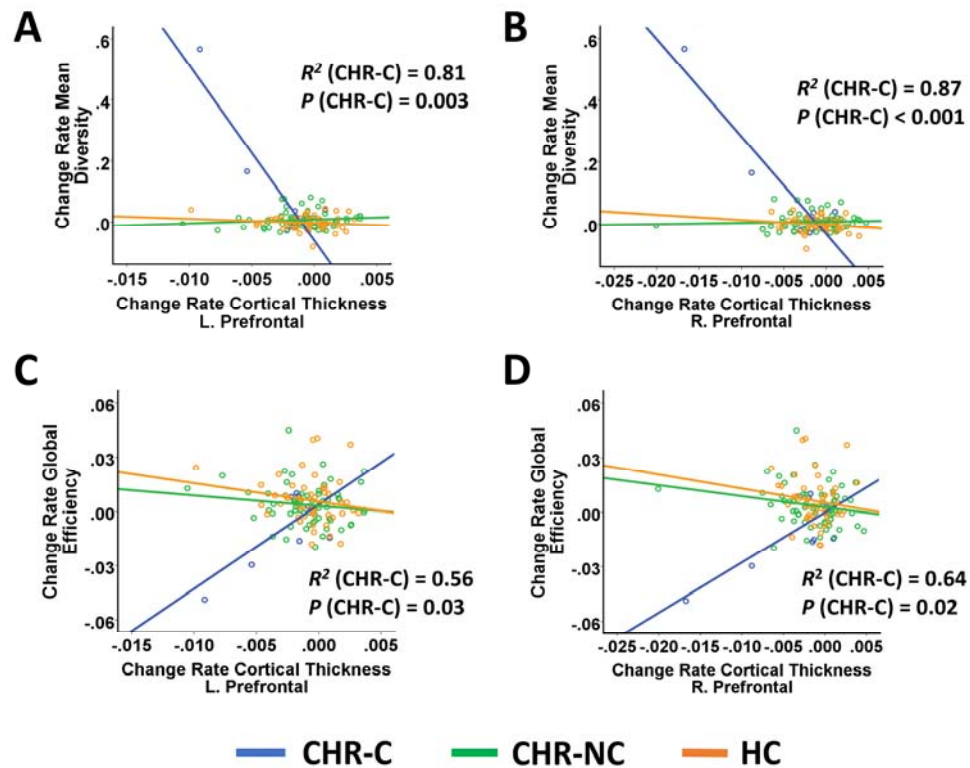 A
Change Rate Mean
Diversity
.6
.4
.2
.0
R² (CHR-C) = 0.81
P (CHR-C) = 0.003
-.015 -.010 -.005 .000 .005
Change Rate Cortical Thickness
L. Prefrontal
B
Change Rate Mean
Diversity
.6
.4
.2
.0
R² (CHR-C) = 0.87
P (CHR-C) < 0.001
-.025 -.020 -.015 -.010 -.005 .000 .005
Change Rate Cortical Thickness
R. Prefrontal
C
Change Rate Global
Efficiency
.06
.03
.00
-.03
-.06
R² (CHR-C) = 0.56
P (CHR-C) = 0.03
-.015 -.010 -.005 .000 .005
Change Rate Cortical Thickness
L. Prefrontal
D
Change Rate Global
Efficiency
.06
.03
.00
-.03
-.06
R² (CHR-C) = 0.64
P (CHR-C) = 0.02
-.025 -.020 -.015 -.010 -.005 .000 .005
Change Rate Cortical Thickness
R. Prefrontal
CHR-C CHR-NC HC